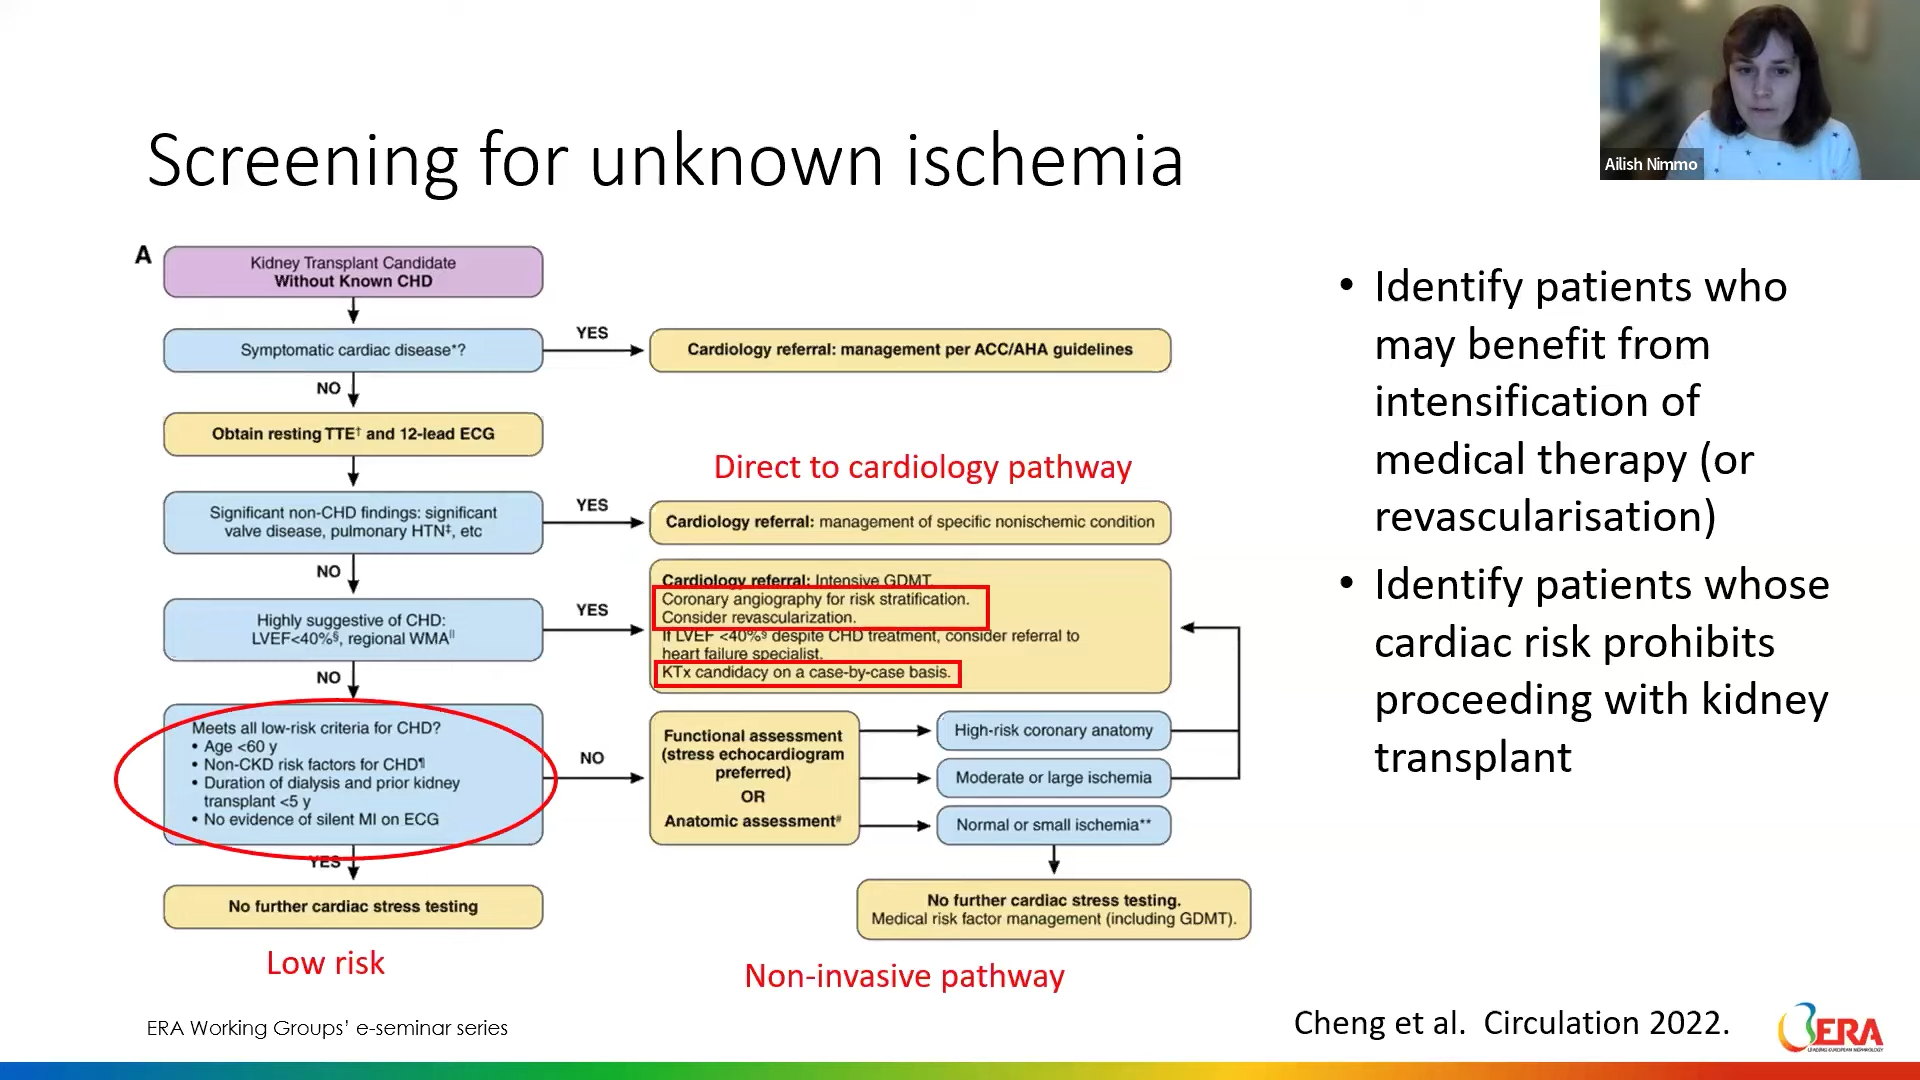 Ailish Nimmo
Screening for unknown ischemia
A
Kidney Transplant Candidate
Without Known CHD
Symptomatic cardiac disease*?
YES
Cardiology referral: management per ACC/AHA guidelines
NO
Obtain resting TTE† and 12-lead ECG
Direct to cardiology pathway
Significant non-CHD findings: significant
valve disease, pulmonary HTN‡, etc
YES
Cardiology referral: management of specific nonischemic condition
NO
Highly suggestive of CHD:
LVEF<40%§, regional WMA||
YES
Cardiology referral: Intensive GDMT.
Coronary angiography for risk stratification.
Consider revascularization.
If LVEF <40%§ despite CHD treatment, consider referral to
heart failure specialist.
KTx candidacy on a case-by-case basis.
NO
Meets all low-risk criteria for CHD?
• Age <60 y
• Non-CKD risk factors for CHD¶
• Duration of dialysis and prior kidney
transplant <5 y
• No evidence of silent MI on ECG
NO
Functional assessment
(stress echocardiogram
preferred)
OR
Anatomic assessment#
High-risk coronary anatomy
Moderate or large ischemia
Normal or small ischemia**
YES
No further cardiac stress testing
No further cardiac stress testing.
Medical risk factor management (including GDMT).
Low risk
Non-invasive pathway
• Identify patients who
may benefit from
intensification of
medical therapy (or
revascularisation)
• Identify patients whose
cardiac risk prohibits
proceeding with kidney
transplant
ERA Working Groups' e-seminar series
Cheng et al. Circulation 2022.
ERA
LEADING EUROPEAN NEPHROLOGY